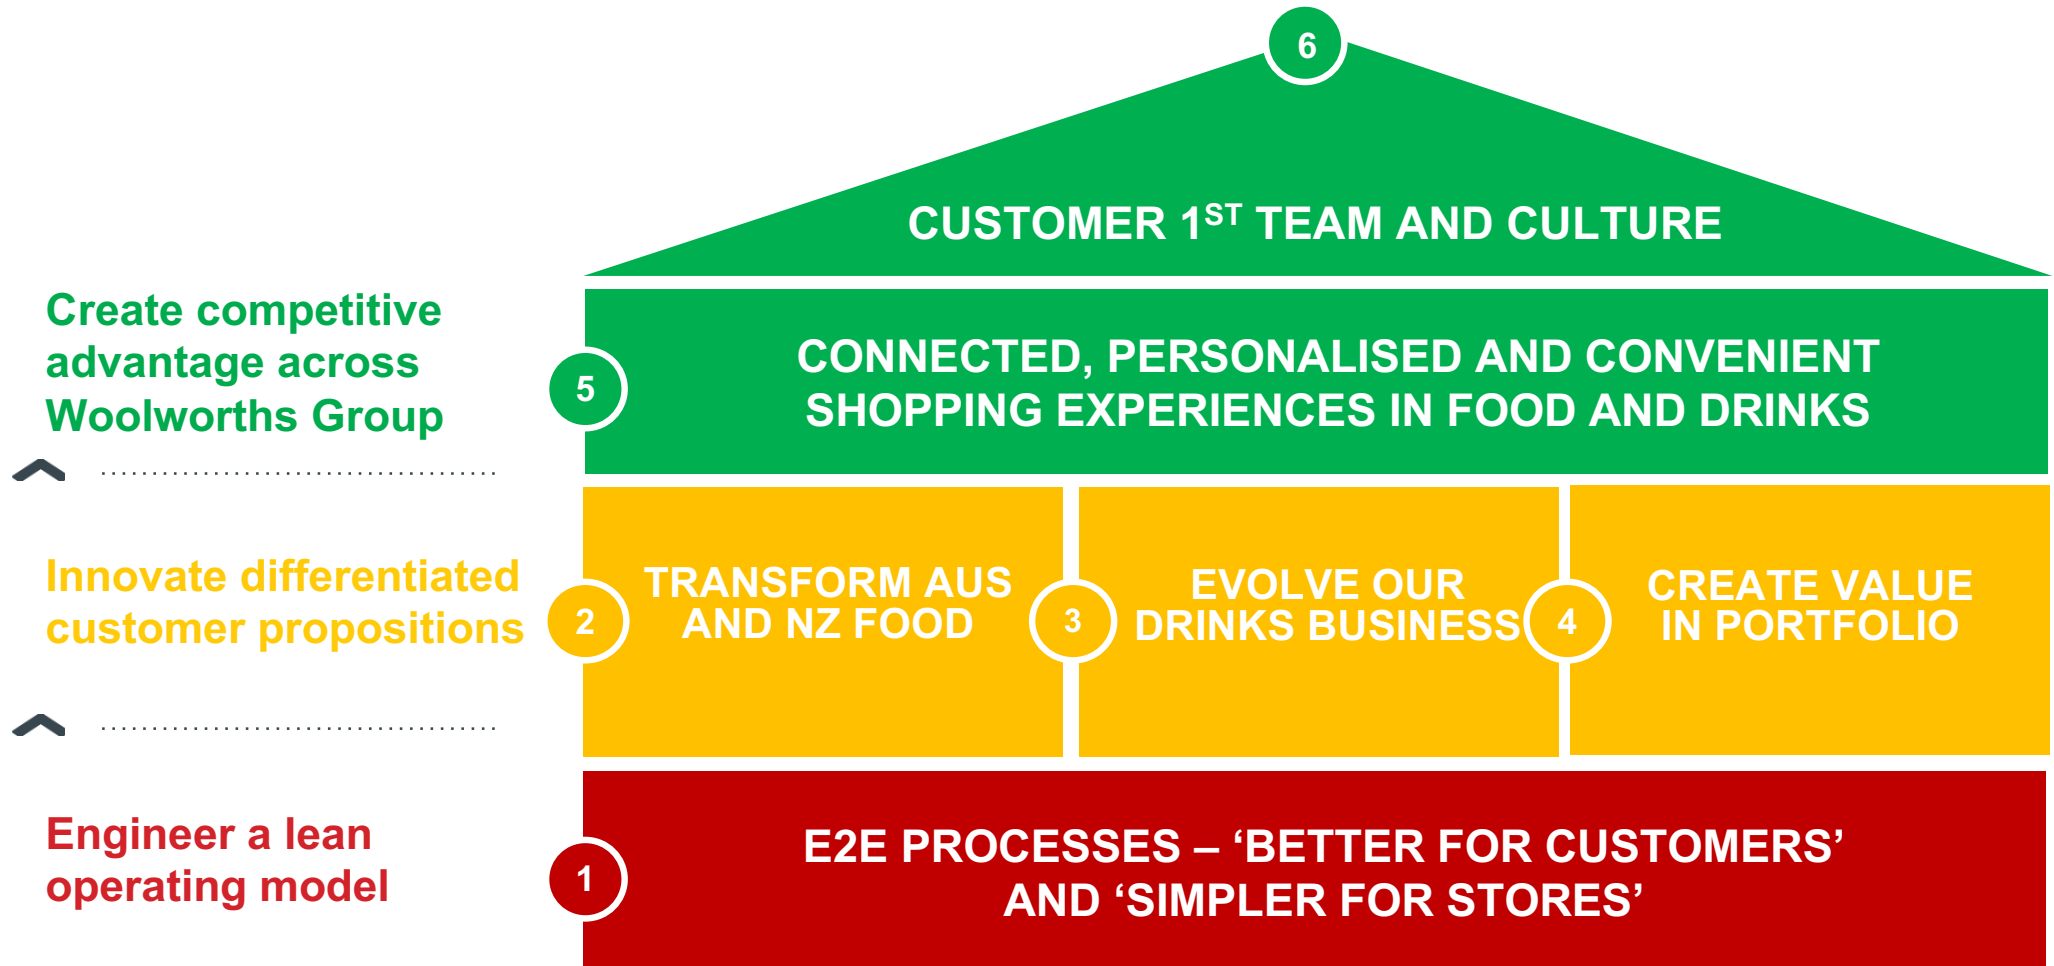 6
CUSTOMER 1ST TEAM AND CULTURE
Create competitive
advantage across
Woolworths Group
5
CONNECTED, PERSONALISED AND CONVENIENT
SHOPPING EXPERIENCES IN FOOD AND DRINKS
Innovate differentiated
customer propositions
2
TRANSFORM AUS
AND NZ FOOD
3
EVOLVE OUR
DRINKS BUSINESS
4
CREATE VALUE
IN PORTFOLIO
Engineer a lean
operating model
1
E2E PROCESSES – ‘BETTER FOR CUSTOMERS’
AND ‘SIMPLER FOR STORES’